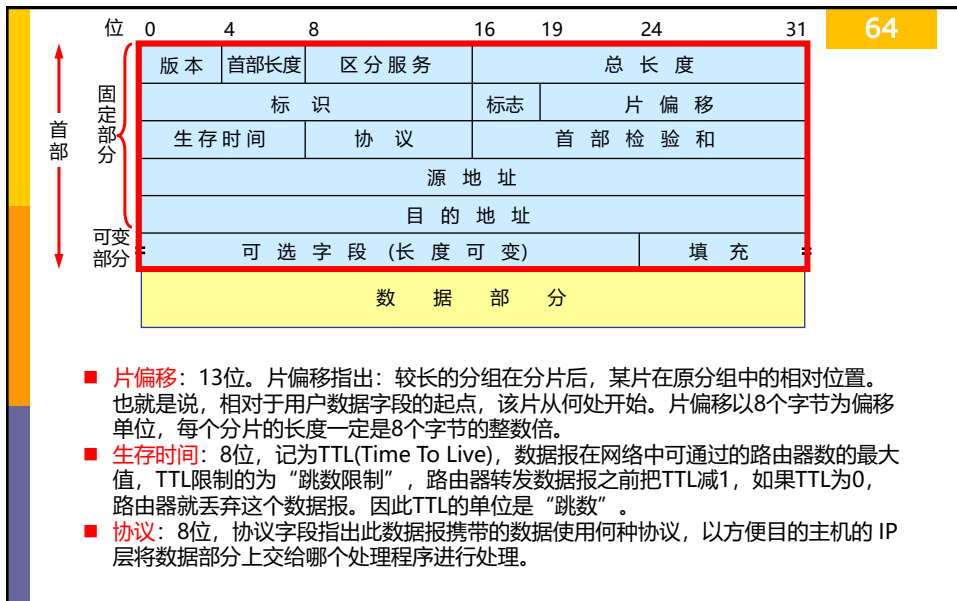 位 0 4 8 16 19 24 31 64
版本 首部长度 区分服务 总长度
标识 标志 片偏移
生存时间 协议 首部检验和
源地址
目的地址
可选字段 (长度可变) 填充
数据部分
首部
固定部分
可变
部分
片偏移：13位。片偏移指出：较长的分组在分片后，某片在原分组中的相对位置。
也就是说，相对于用户数据字段的起点，该片从何处开始。片偏移以8个字节为偏移
单位，每个分片的长度一定是8个字节的整数倍。
生存时间：8位，记为TTL(Time To Live)，数据报在网络中可通过的路由器数的最大
值，TTL限制的为“跳数限制”，路由器转发数据报之前把TTL减1，如果TTL为0，
路由器就丢弃这个数据报。因此TTL的单位是“跳数”。
协议：8位，协议字段指出此数据报携带的数据使用何种协议，以方便目的主机的 IP
层将数据部分上交给哪个处理程序进行处理。